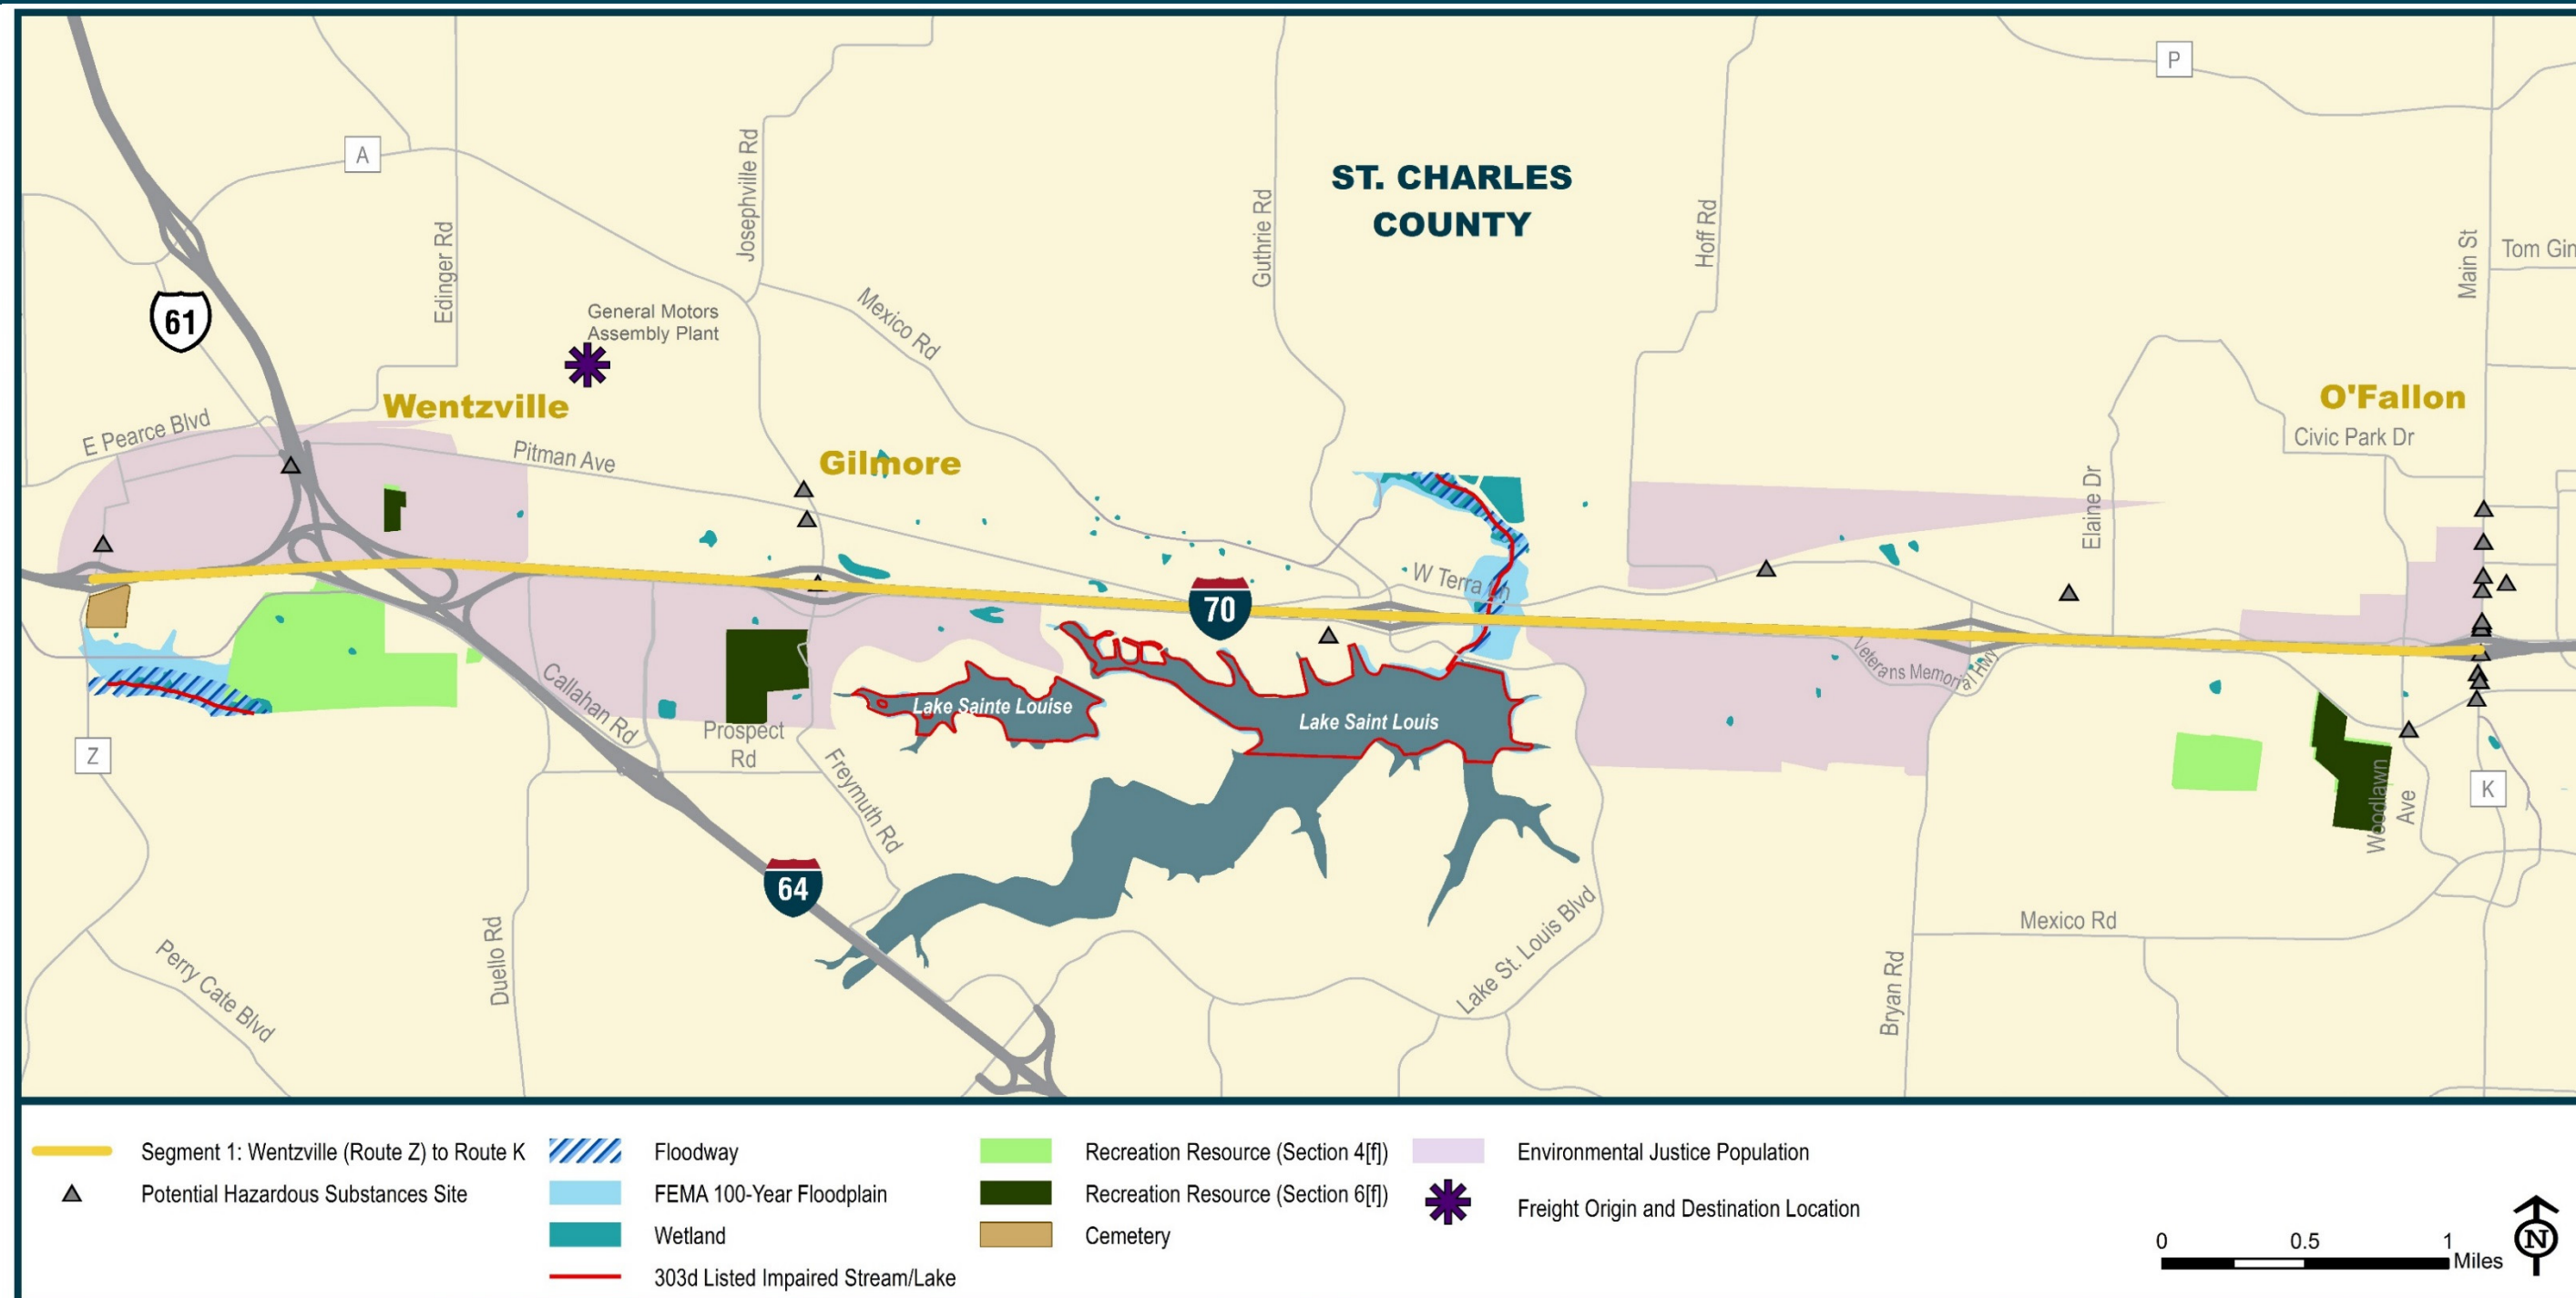 P
A
ST. CHARLES
COUNTY
Josephville Rd
Guthrie Rd
Hoff Rd
Main St
Tom Gin
Edinger Rd
61
General Motors
Assembly Plant
Mexico Rd
Wentzville
O'Fallon
E Pearce Blvd
Civic Park Dr
Pitman Ave
Gilmore
Elaine Dr
W Terra Ln
70
Veterans Memorial Hwy
Callahan Rd
Lake Sainte Louise
Lake Saint Louis
Prospect
Rd
Z
Freymuth Rd
K
Woodlawn
Ave
64
Mexico Rd
Duello Rd
Perry Cate Blvd
Lake St. Louis Blvd
Bryan Rd
Segment 1: Wentzville (Route Z) to Route K
Potential Hazardous Substances Site
Floodway
FEMA 100-Year Floodplain
Wetland
303d Listed Impaired Stream/Lake
Recreation Resource (Section 4[f])
Recreation Resource (Section 6[f])
Cemetery
Environmental Justice Population
Freight Origin and Destination Location
0 0.5 1
Miles
N